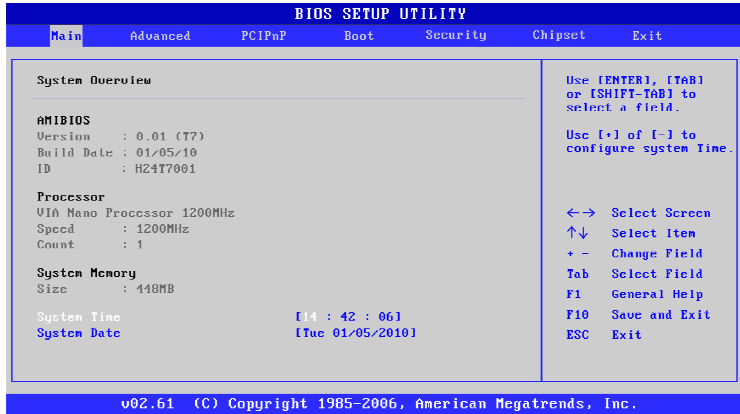 BIOS SETUP UTILITY
Main Advanced PCIPnP Boot Security Chipset Exit
System Overview
AMIBIOS
Version : 0.01 (T7)
Build Date : 01/05/10
ID : H24T7001
Processor
VIA Nano Processor 1200MHz
Speed : 1200MHz
Count : 1
System Memory
Size : 448MB
System Time [14 : 42 : 06]
System Date [Tue 01/05/2010]
Use [ENTER], [TAB]
or [SHIFT-TAB] to
select a field.
Use [+] of [-] to
configure system Time.
←→ Select Screen
↑↓ Select Item
+ - Change Field
Tab Select Field
F1 General Help
F10 Save and Exit
ESC Exit
v02.61 (C) Copyright 1985-2006, American Megatrends, Inc.